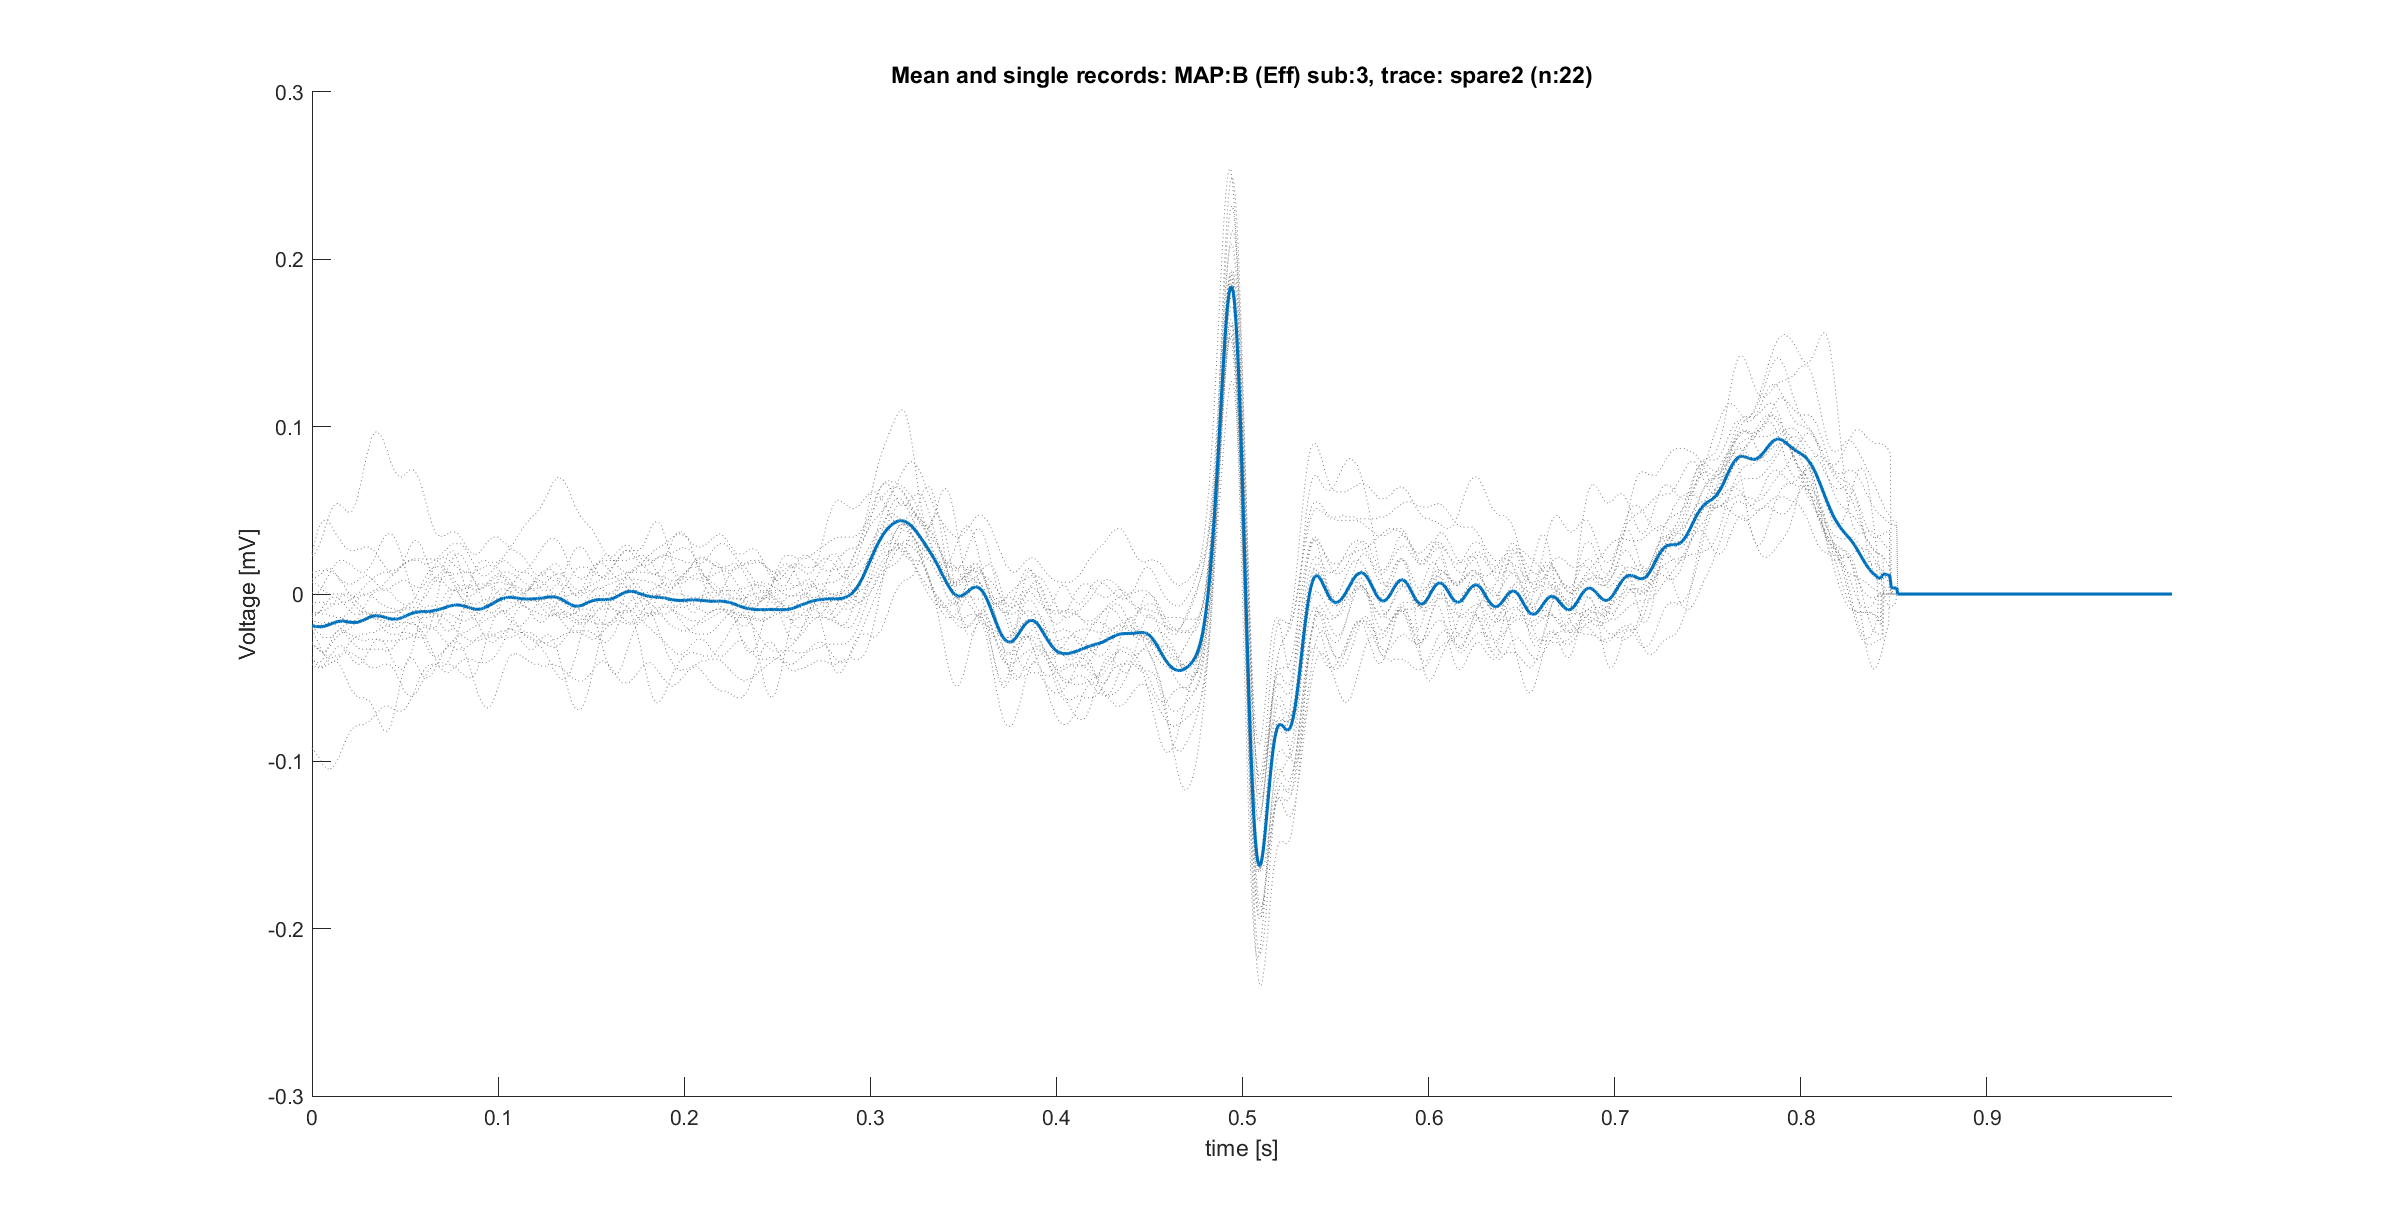 Mean and single records: MAP:B (Eff) sub:3, trace: spare2 (n:22)
0.3
0.2
0.1
0
-0.1
-0.2
-0.3
Voltage [mV]
0 0.1 0.2 0.3 0.4 0.5 0.6 0.7 0.8 0.9
time [s]